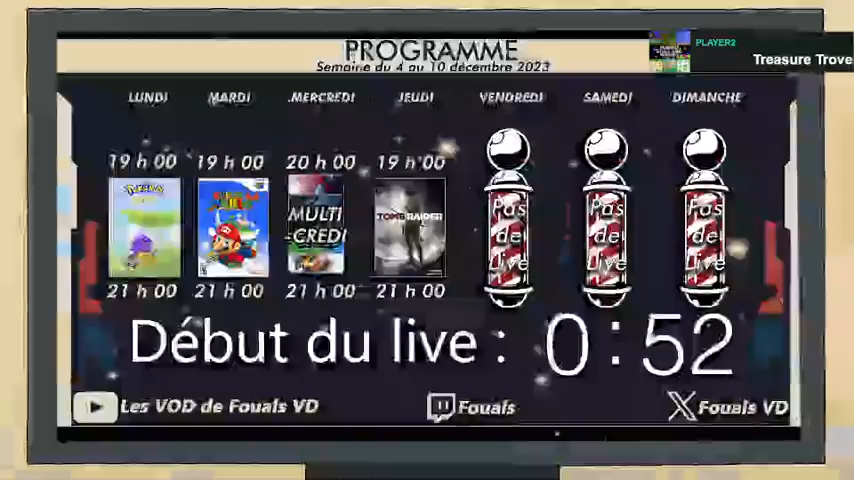 PROGRAMME
Semaine du 4 au 10 décembre 2023
PLAYER2
Treasure Trove
LUNDI MARDI MERCREDI JEUDI VENDREDI SAMEDI DIMANCHE
19 h 00 19 h 00 20 h 00 19 h 00
MULTI
CREDI
TOMB RAIDER
Pas de live
Pas de live
Pas de live
21 h 00 21 h 00 21 h 00 21 h 00
Début du live : 0:52
Les VOD de Fouals VD Fouals Fouals VD